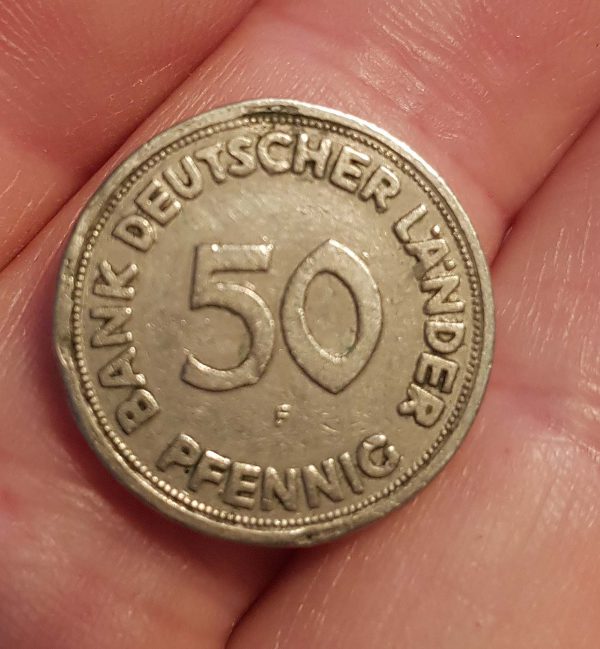 BANK DEUTSCHER LÄNDER
50
F
PFENNIG